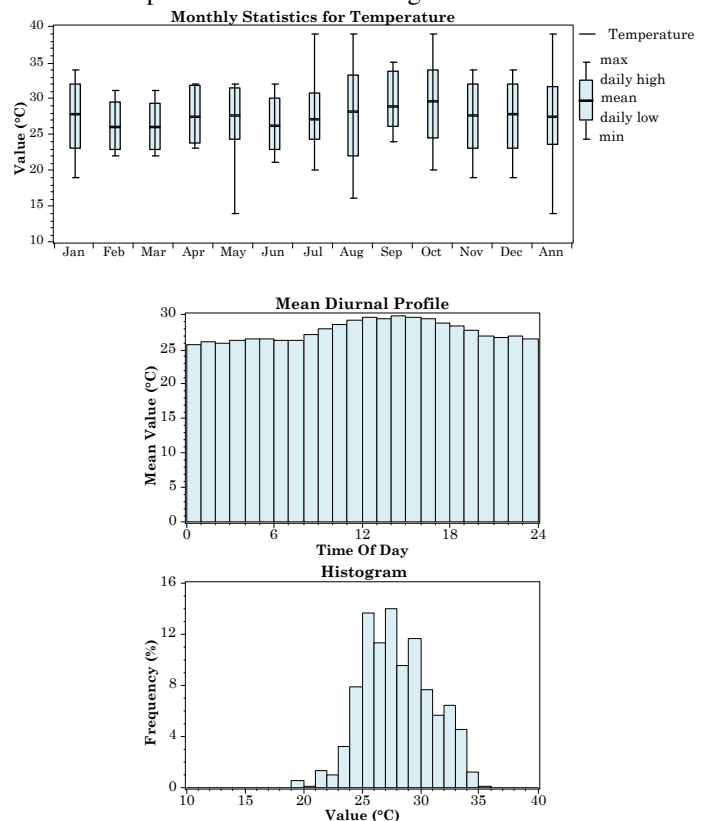 Monthly Statistics for Temperature
40
35
30
25
20
15
10
Value (°C)
Jan Feb Mar Apr May Jun Jul Aug Sep Oct Nov Dec Ann
Temperature
max
daily high
mean
daily low
min
Mean Diurnal Profile
30
25
20
15
10
5
0
Mean Value (°C)
0 6 12 18 24
Time Of Day
Histogram
16
12
8
4
0
Frequency (%)
10 15 20 25 30 35 40
Value (°C)